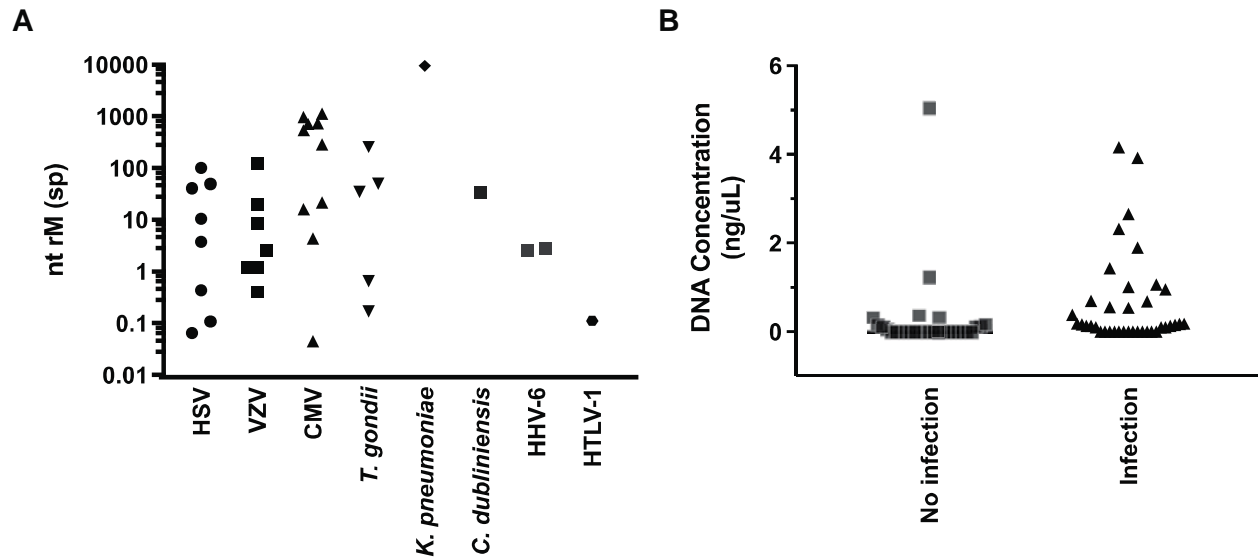 A
nt rM (sp)
10000
1000
100
10
1
0.1
0.01
HSV
VZV
CMV
T. gondii
K. pneumoniae
C. dubliniensis
HHV-6
HTLV-1
B
DNA Concentration
(ng/uL)
6
4
2
0
No infection
Infection